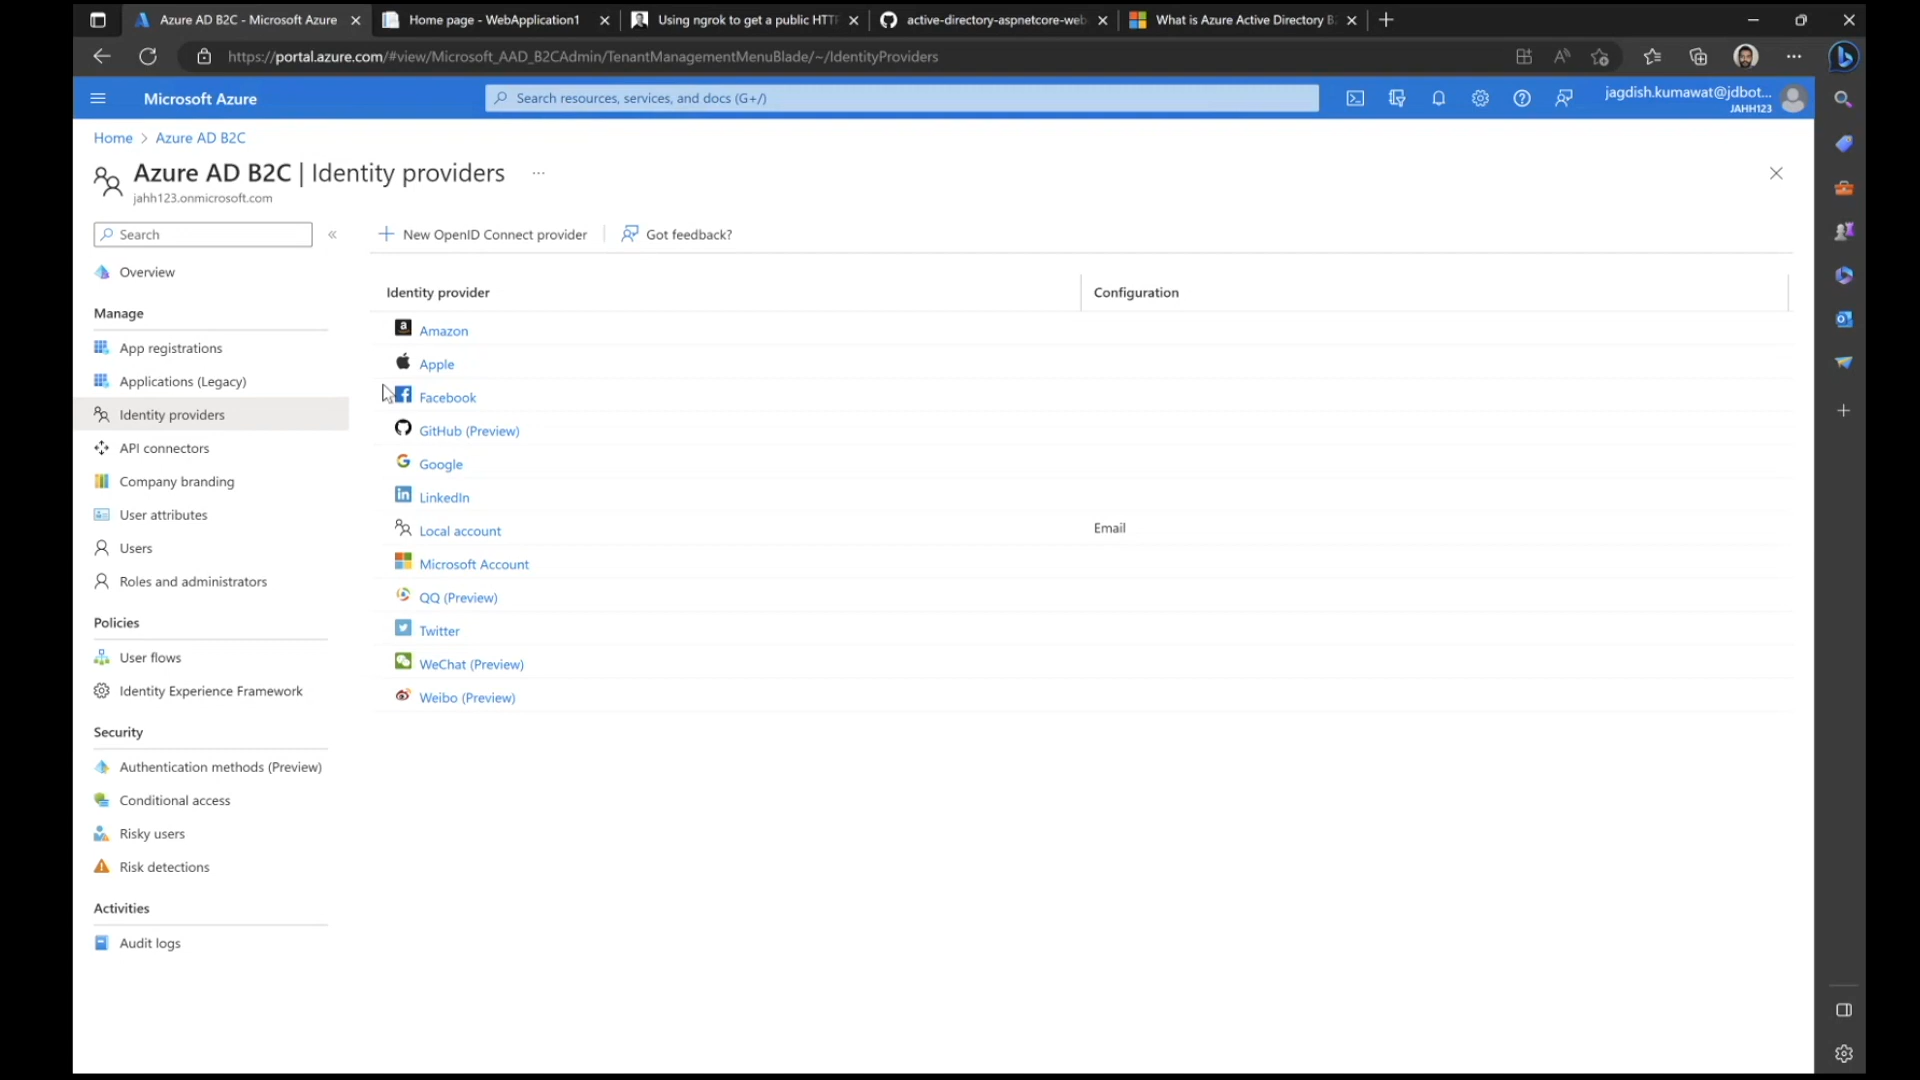 Azure AD B2C - Microsoft Azure
Home page - WebApplication1
Using ngrok to get a public HTT
active-directory-aspnetcore-web
What is Azure Active Directory B
https://portal.azure.com/#view/Microsoft_AAD_B2CAdmin/TenantManagementMenuBlade/~/IdentityProviders
Microsoft Azure
Search resources, services, and docs (G+/)
jagdish.kumawat@jdbot...
JAHH123
Home > Azure AD B2C
Azure AD B2C | Identity providers ...
jahh123.onmicrosoft.com
Search
«
+ New OpenID Connect provider
Got feedback?
Overview
Manage
App registrations
Applications (Legacy)
Identity providers
API connectors
Company branding
User attributes
Users
Roles and administrators
Policies
User flows
Identity Experience Framework
Security
Authentication methods (Preview)
Conditional access
Risky users
Risk detections
Activities
Audit logs
Identity provider
Configuration
Amazon
Apple
Facebook
GitHub (Preview)
Google
LinkedIn
Local account
Email
Microsoft Account
QQ (Preview)
Twitter
WeChat (Preview)
Weibo (Preview)